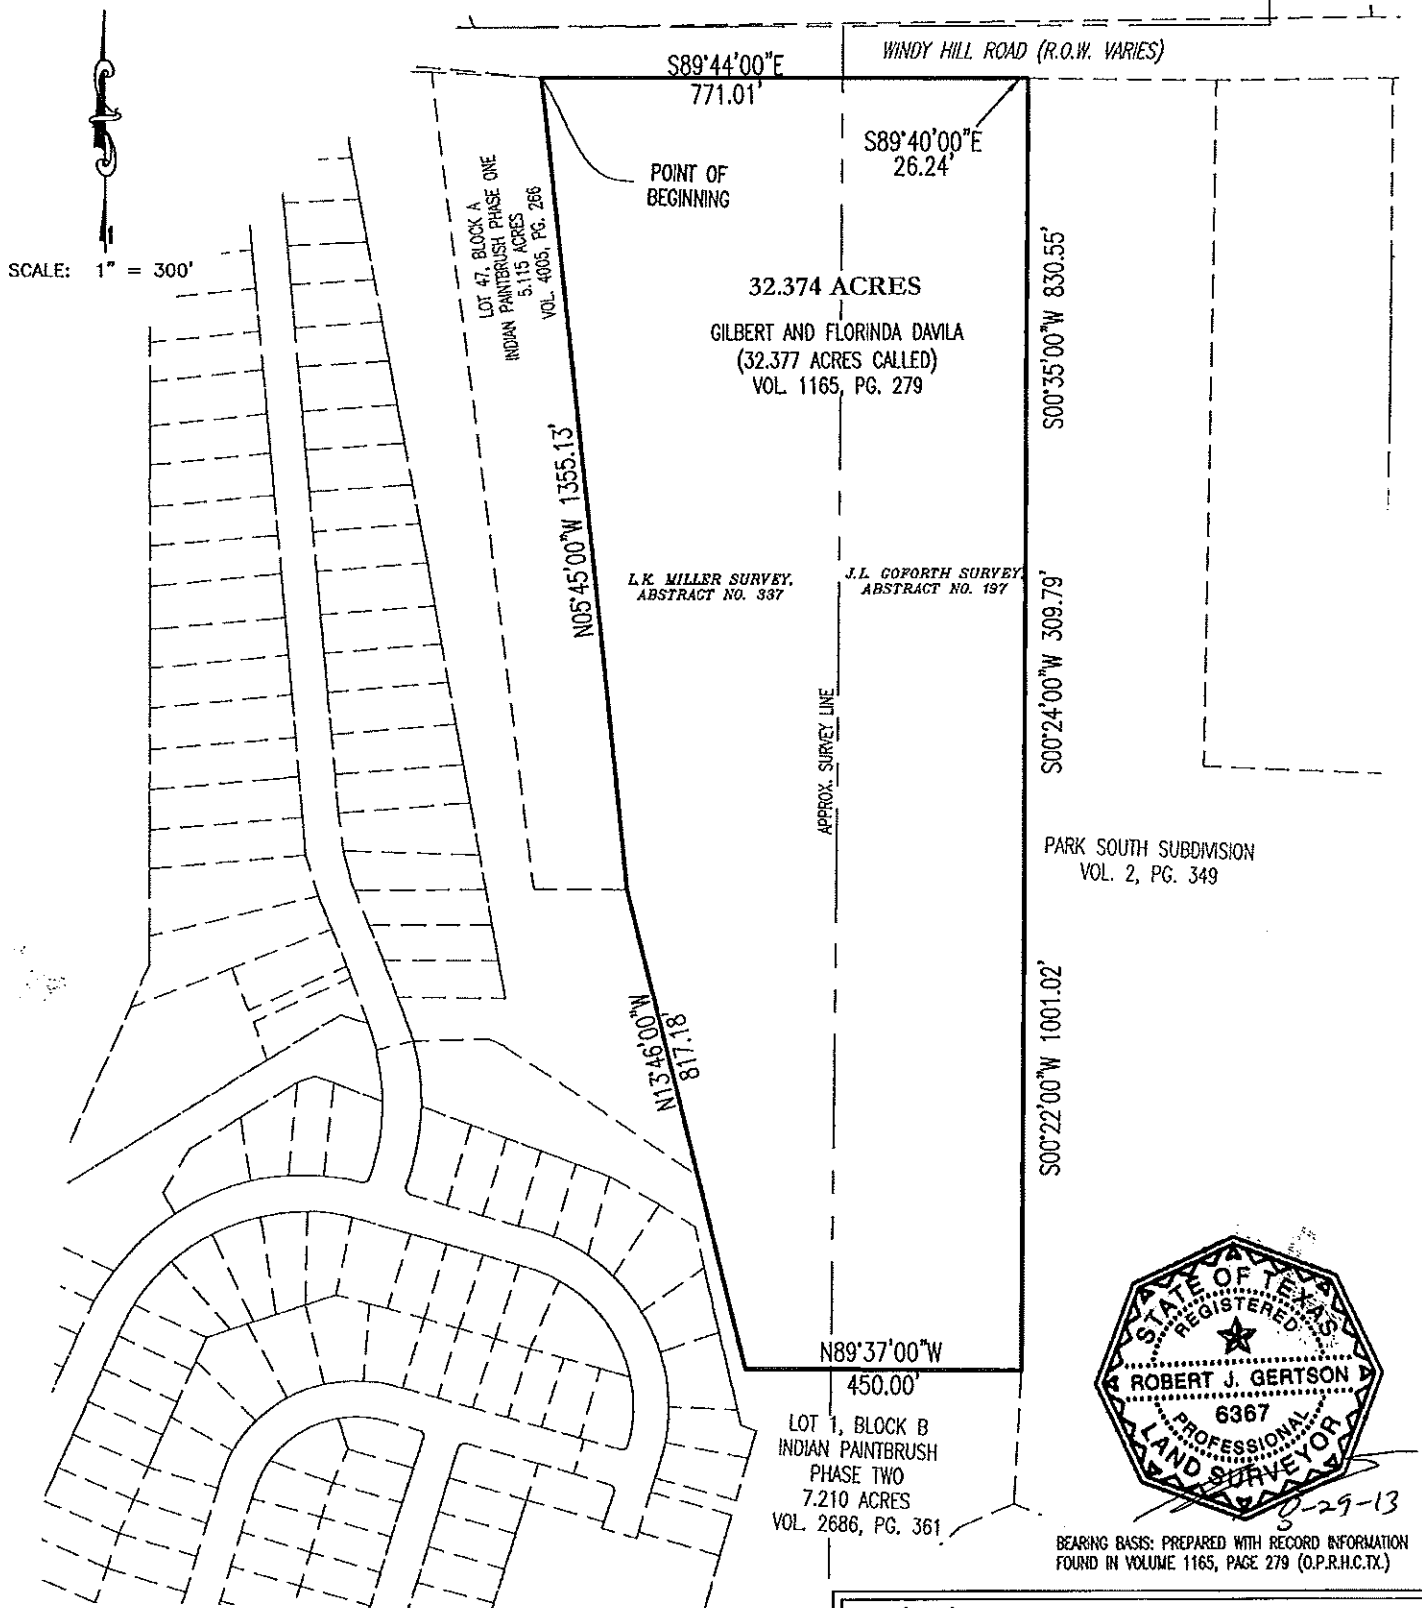 WINDY HILL ROAD (R.O.W. VARIES)
S89°44'00"E
771.01'
S89°40'00"E
26.24'
POINT OF
BEGINNING
SCALE: 1" = 300'
LOT 47, BLOCK A
INDIAN PAINTBRUSH PHASE ONE
5.115 ACRES
VOL. 4005, PG. 266
32.374 ACRES
GILBERT AND FLORINDA DAVILA
(32.377 ACRES CALLED)
VOL. 1165, PG. 279
S00°35'00"W 830.55'
N05°45'00"W 1355.13'
L.K. MILLER SURVEY,
ABSTRACT NO. 337
J.L. GOFORTH SURVEY,
ABSTRACT NO. 197
S00°24'00"W 309.79'
APPROX. SURVEY LINE
PARK SOUTH SUBDIVISION
VOL. 2, PG. 349
N13°46'00"W
817.18'
S00°22'00"W 1001.02'
N89°37'00"W
450.00'
LOT 1, BLOCK B
INDIAN PAINTBRUSH
PHASE TWO
7.210 ACRES
VOL. 2686, PG. 361
STATE OF TEXAS
REGISTERED
ROBERT J. GERTSON
6367
PROFESSIONAL
LAND SURVEYOR
8-29-13
BEARING BASIS: PREPARED WITH RECORD INFORMATION
FOUND IN VOLUME 1165, PAGE 279 (O.P.R.H.C.TX.)